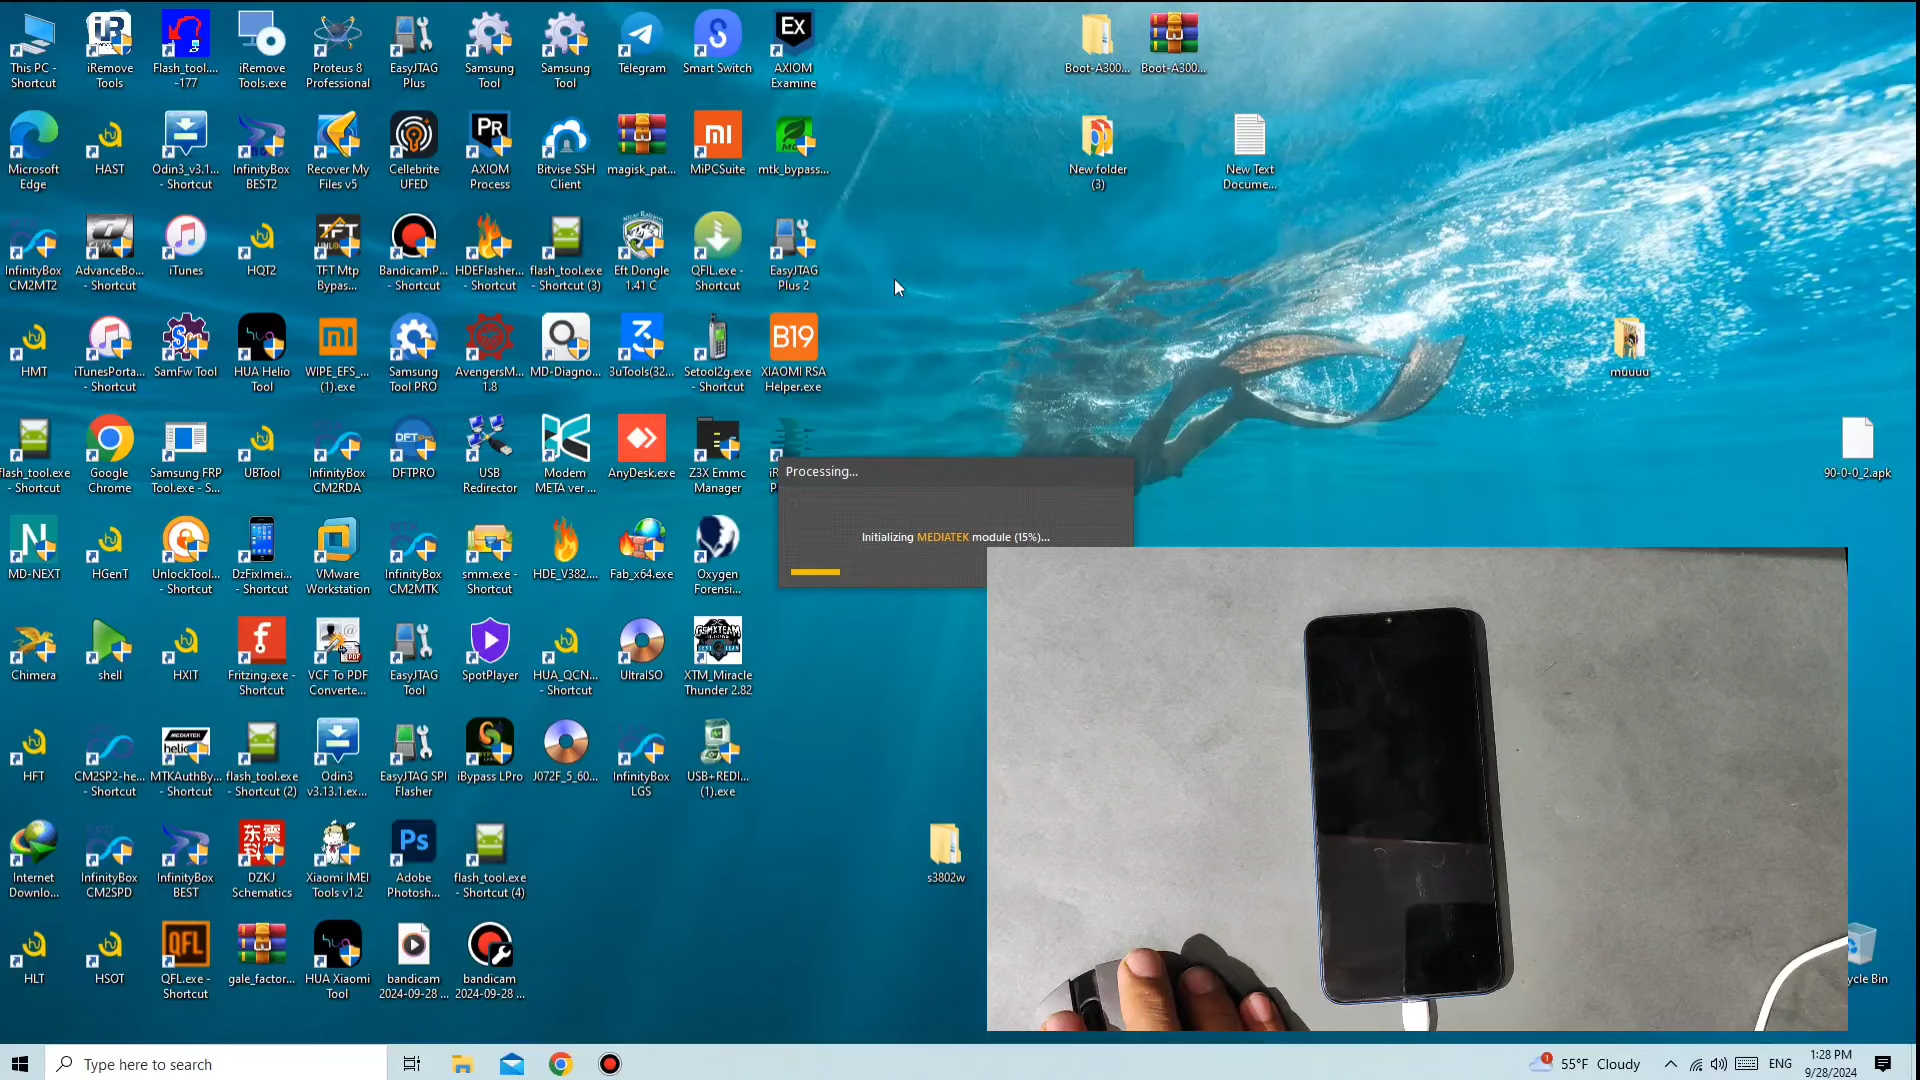 This PC -
Shortcut
iRemove
Tools
Flash_tool....
-177
iRemove
Tools.exe
Proteus 8
Professional
EasyJTAG
Plus
Samsung
Tool
Samsung
Tool
Telegram
Smart Switch
Ex
AXIOM
Examine
Boot-A300...
Boot-A300...
Microsoft
Edge
HAST
Odin3_v3.1...
- Shortcut
InfinityBox
BEST2
Recover My
Files v5
Cellebrite
UFED
PR
AXIOM
Process
Bitvise SSH
Client
magisk_pat...
MiPCSuite
mtk_bypass...
New folder
(3)
New Text
Docume...
InfinityBox
CM2MT2
AdvanceBo...
- Shortcut
iTunes
HQT2
TFT Mtp
Bypas...
BandicamP...
- Shortcut
HDEFlasher...
- Shortcut
flash_tool.exe
- Shortcut (3)
Eft Dongle
1.41 C
QFIL.exe -
Shortcut
EasyJTAG
Plus 2
HMT
iTunesPorta...
- Shortcut
SamFw Tool
HUA Helio
Tool
WIPE_EFS_...
(1).exe
Samsung
Tool PRO
AvengersM...
1.8
MD-Diagno...
3uTools(32...
Setool2g.exe
- Shortcut
B19
XIAOMI RSA
Helper.exe
muuuu
flash_tool.exe
- Shortcut
Google
Chrome
Samsung FRP
Tool.exe - S...
UBTool
InfinityBox
CM2RDA
DFTPRO
USB
Redirector
Modem
META ver ...
AnyDesk.exe
Z3X Emmc
Manager
90-0-0_2.apk
Processing...
Initializing MEDIATEK module (15%)...
MD-NEXT
HGenT
UnlockTool...
- Shortcut
DzFixImei...
- Shortcut
VMware
Workstation
InfinityBox
CM2MTK
smm.exe -
Shortcut
HDE_V382....
Fab_x64.exe
Oxygen
Forensi...
Chimera
shell
HXIT
Fritzing.exe -
Shortcut
VCF To PDF
Converte...
EasyJTAG
Tool
SpotPlayer
HUA_QCN...
- Shortcut
UltraISO
XTM_Miracle
Thunder 2.82
HFT
CM2SP2-he...
- Shortcut
MTKAuthBy...
- Shortcut
flash_tool.exe
- Shortcut (2)
Odin3
v3.13.1.ex...
EasyJTAG SPI
Flasher
iBypass LPro
J072F_5_60...
InfinityBox
LGS
USB+REDI...
(1).exe
Internet
Downlo...
InfinityBox
CM2SPD
InfinityBox
BEST
东震
科
DZKJ
Schematics
Xiaomi IMEI
Tools v1.2
Ps
Adobe
Photosh...
flash_tool.exe
- Shortcut (4)
s3802w
HLT
HSOT
QFL
QFL.exe -
Shortcut
gale_factor...
HUA Xiaomi
Tool
bandicam
2024-09-28 ...
bandicam
2024-09-28 ...
ycle Bin
Type here to search
55°F Cloudy
ENG
1:28 PM
9/28/2024